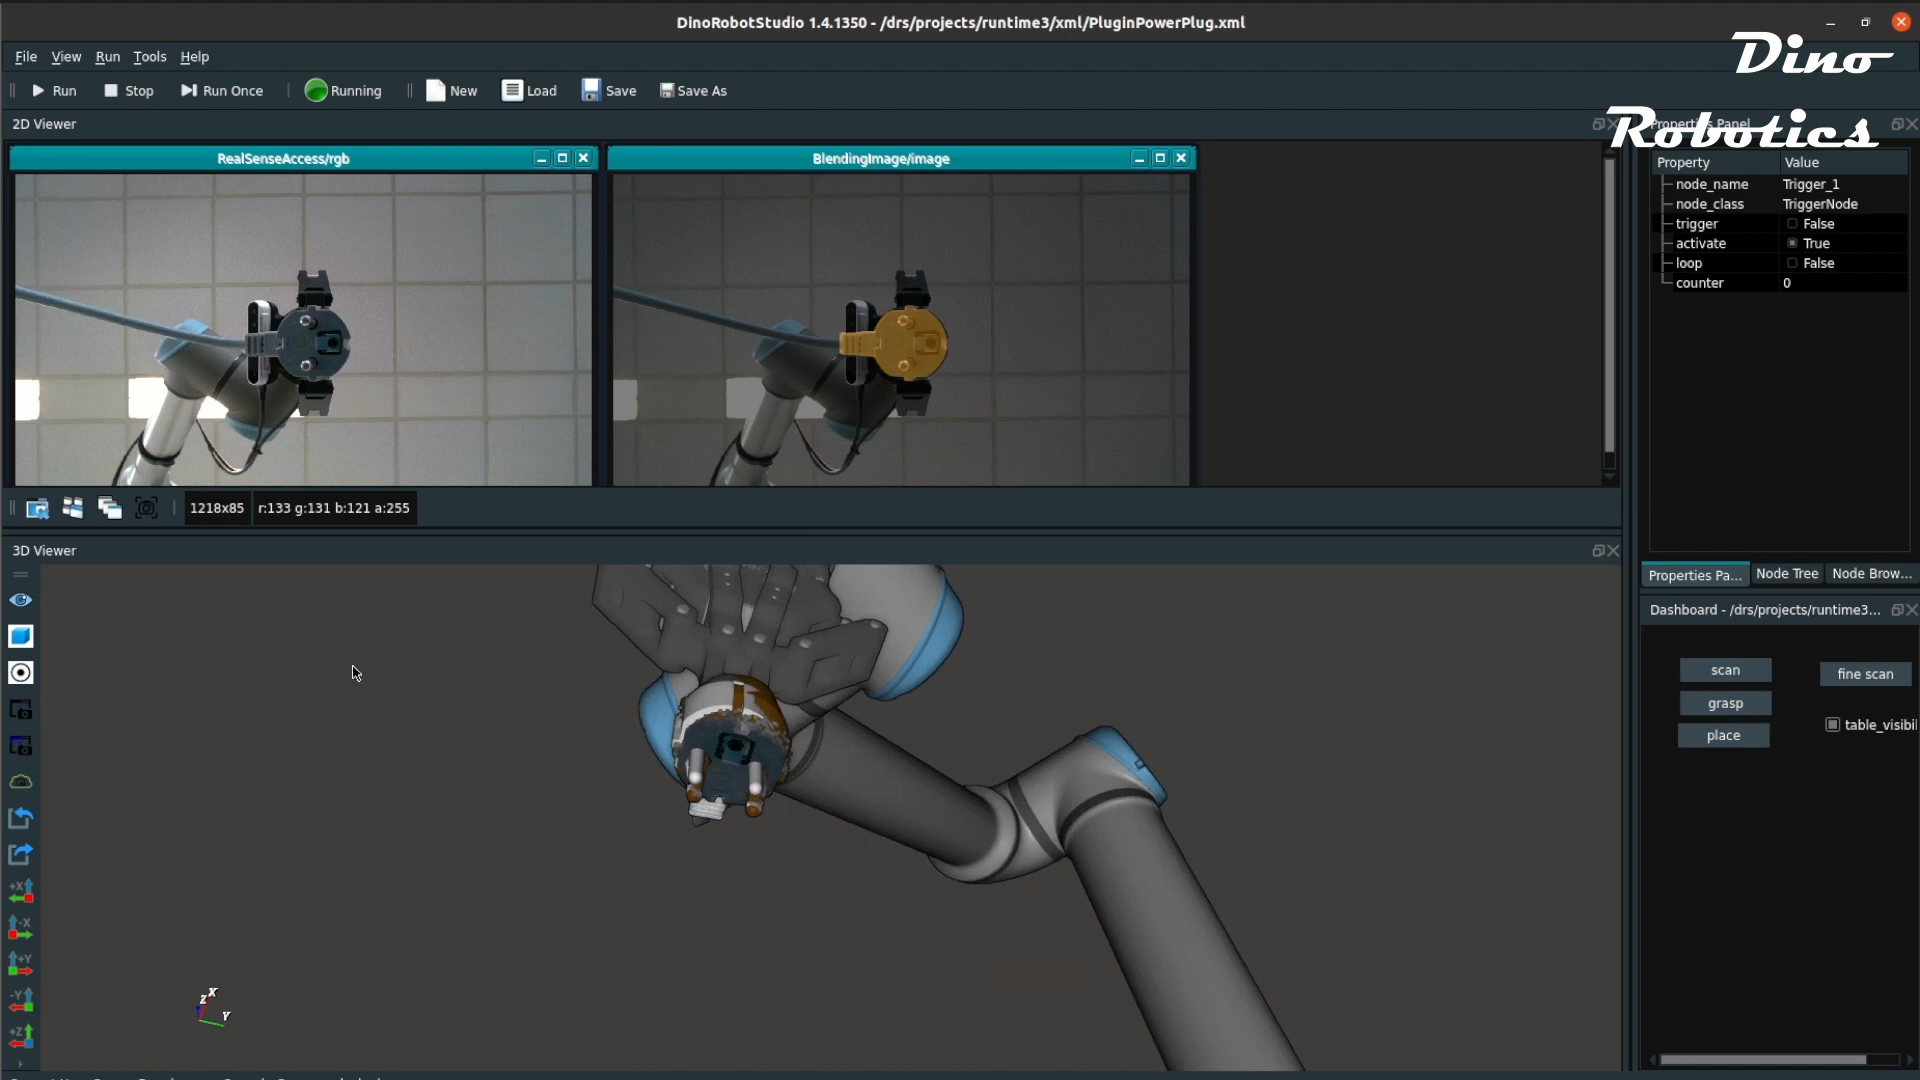 DinoRobotStudio 1.4.1350 - /drs/projects/runtime3/xml/PluginPowerPlug.xml
File View Run Tools Help
Dino
Robotics
Run Stop Run Once Running New Load Save Save As
2D Viewer
Properties Panel
RealSenseAccess/rgb
BlendingImage/image
Property Value
node_name Trigger_1
node_class TriggerNode
trigger False
activate True
loop False
counter 0
1218x85 r:133 g:131 b:121 a:255
3D Viewer
Properties Pa... Node Tree Node Brow...
Dashboard - /drs/projects/runtime3...
scan
fine scan
grasp
table_visibil
place
+X
-X
+Y
-Y
+Z
Z X
Y